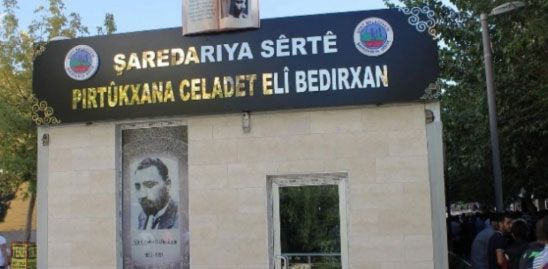 ŞAREDARIYA SÊRTÊ
PIRTÛKXANA CELADET ELÎ BEDIRXAN